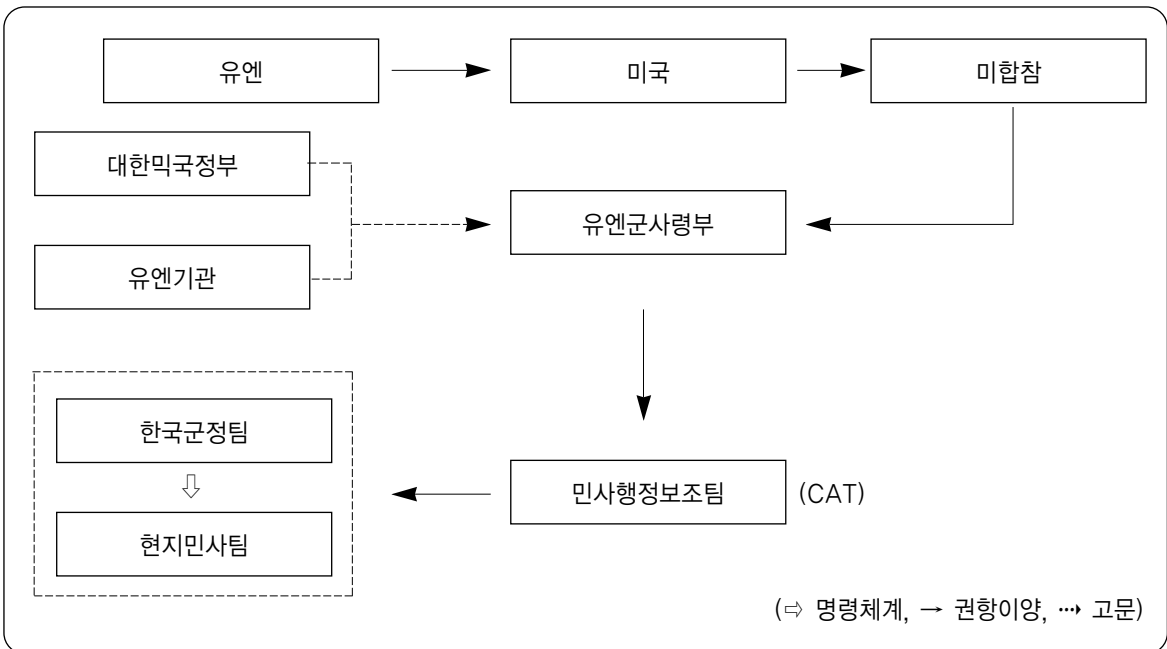 유엔
미국
미합참
대한믹국정부
유엔군사령부
유엔기관
한국군정팀
⇩
민사행정보조팀 (CAT)
현지민사팀
(⇨ 명령체계, → 권항이양, ···→ 고문)